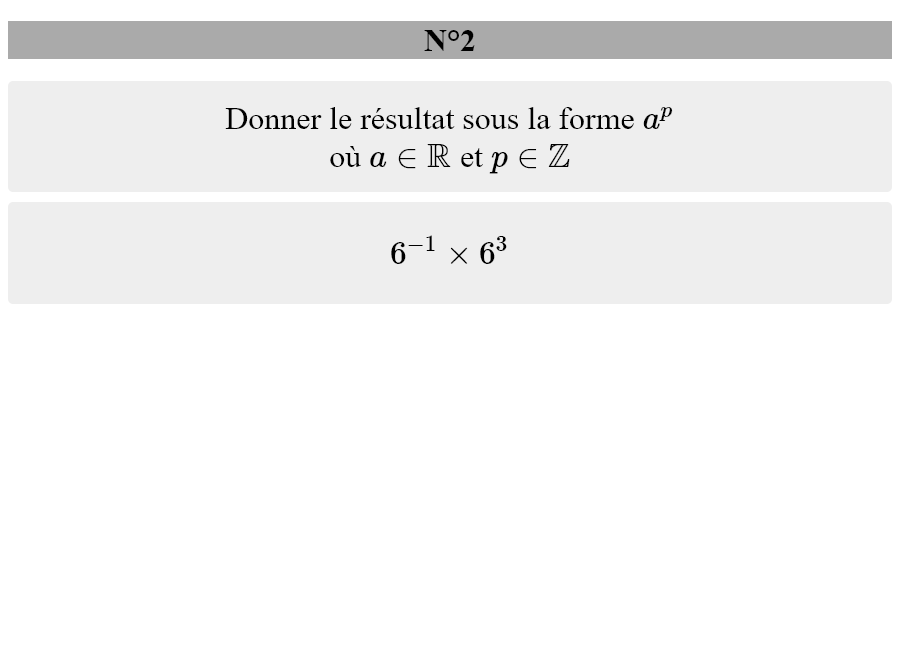 N°2
Donner le résultat sous la forme $a^p$
où $a \in \mathbb{R}$ et $p \in \mathbb{Z}$
$6^{-1} \times 6^3$